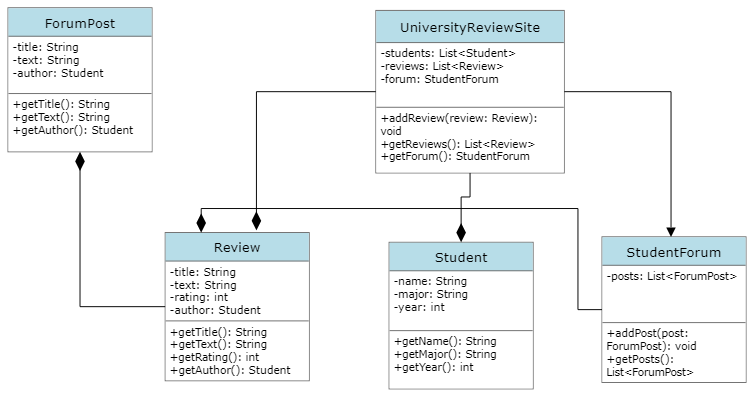 ForumPost
-title: String
-text: String
-author: Student
+getTitle(): String
+getText(): String
+getAuthor(): Student
UniversityReviewSite
-students: List<Student>
-reviews: List<Review>
-forum: StudentForum
+addReview(review: Review):
void
+getReviews(): List<Review>
+getForum(): StudentForum
Review
-title: String
-text: String
-rating: int
-author: Student
+getTitle(): String
+getText(): String
+getRating(): int
+getAuthor(): Student
Student
-name: String
-major: String
-year: int
+getName(): String
+getMajor(): String
+getYear(): int
StudentForum
-posts: List<ForumPost>
+addPost(post:
ForumPost): void
+getPosts():
List<ForumPost>